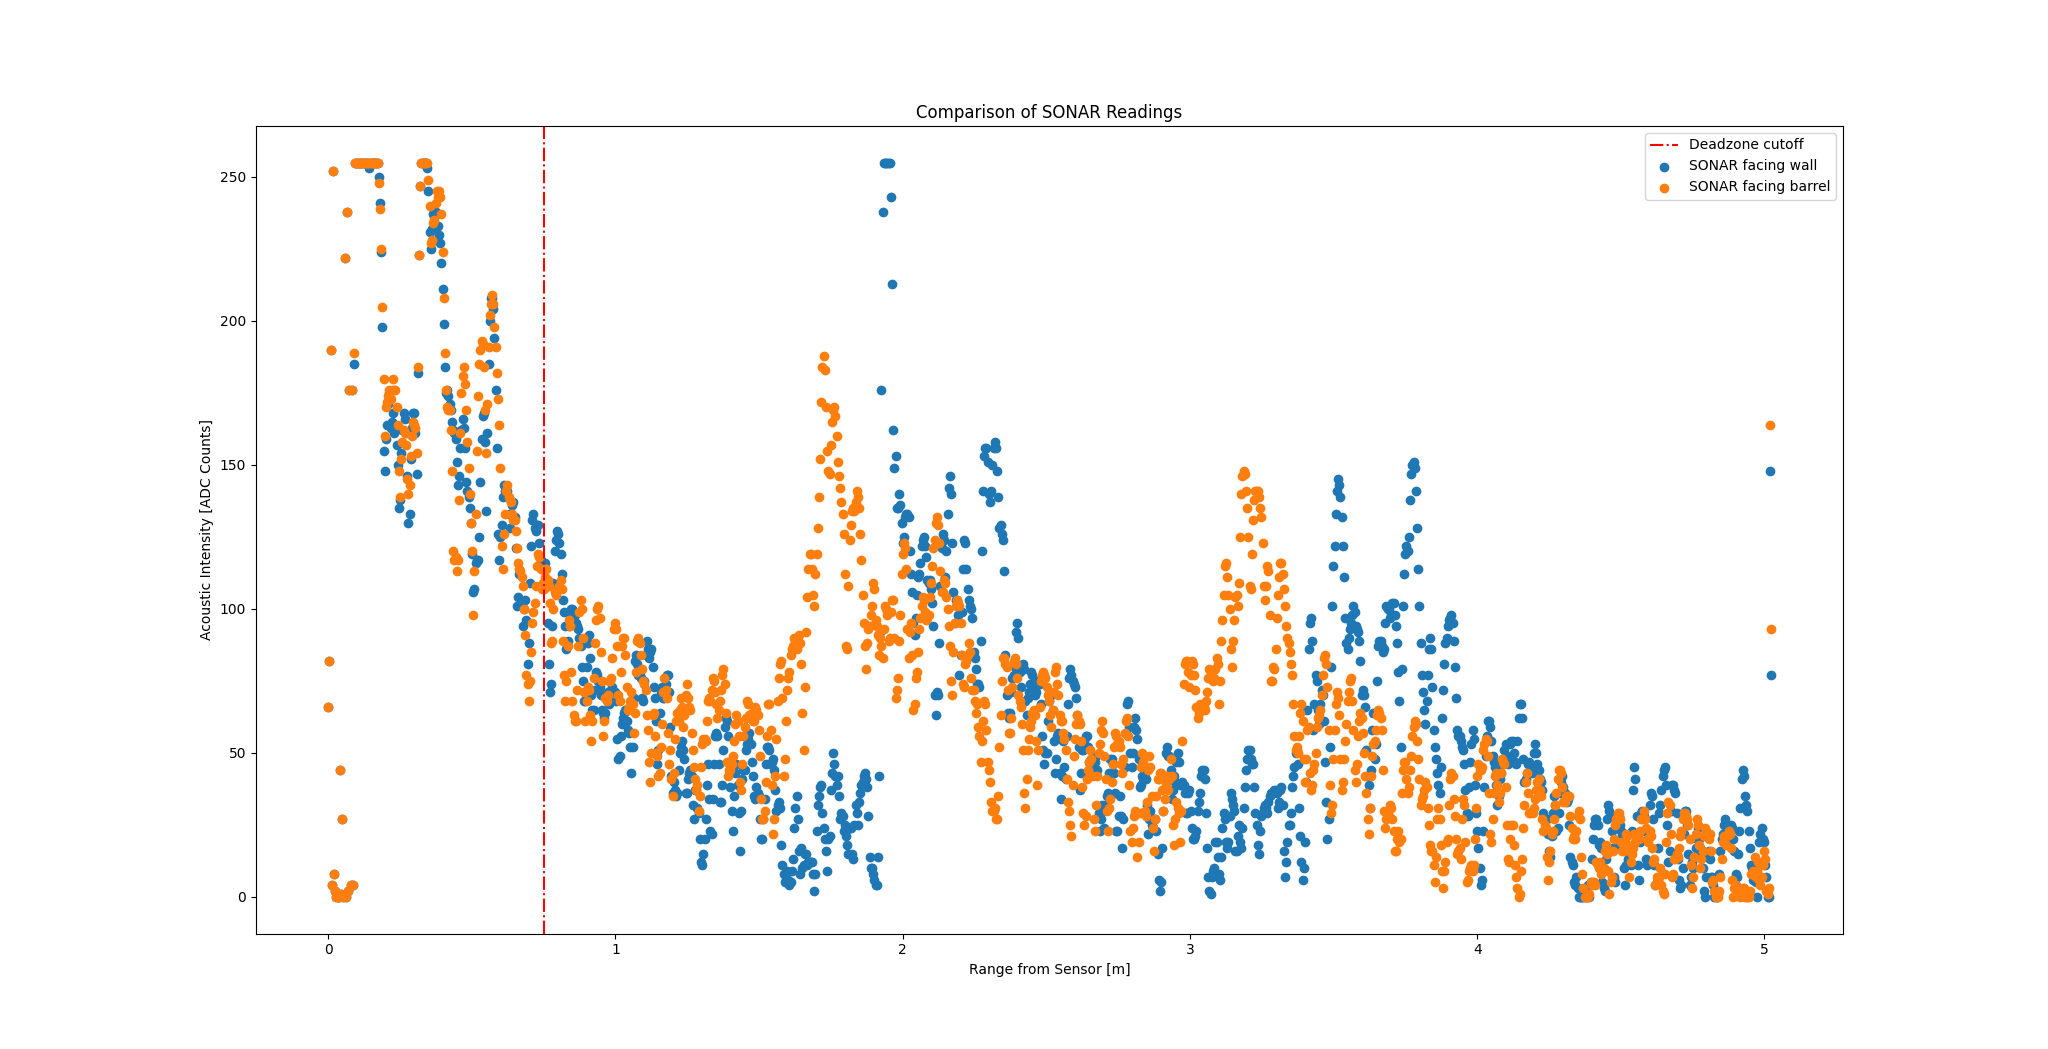 Comparison of SONAR Readings
Deadzone cutoff
SONAR facing wall
SONAR facing barrel
Acoustic Intensity [ADC Counts]
250
200
150
100
50
0
0 1 2 3 4 5
Range from Sensor [m]